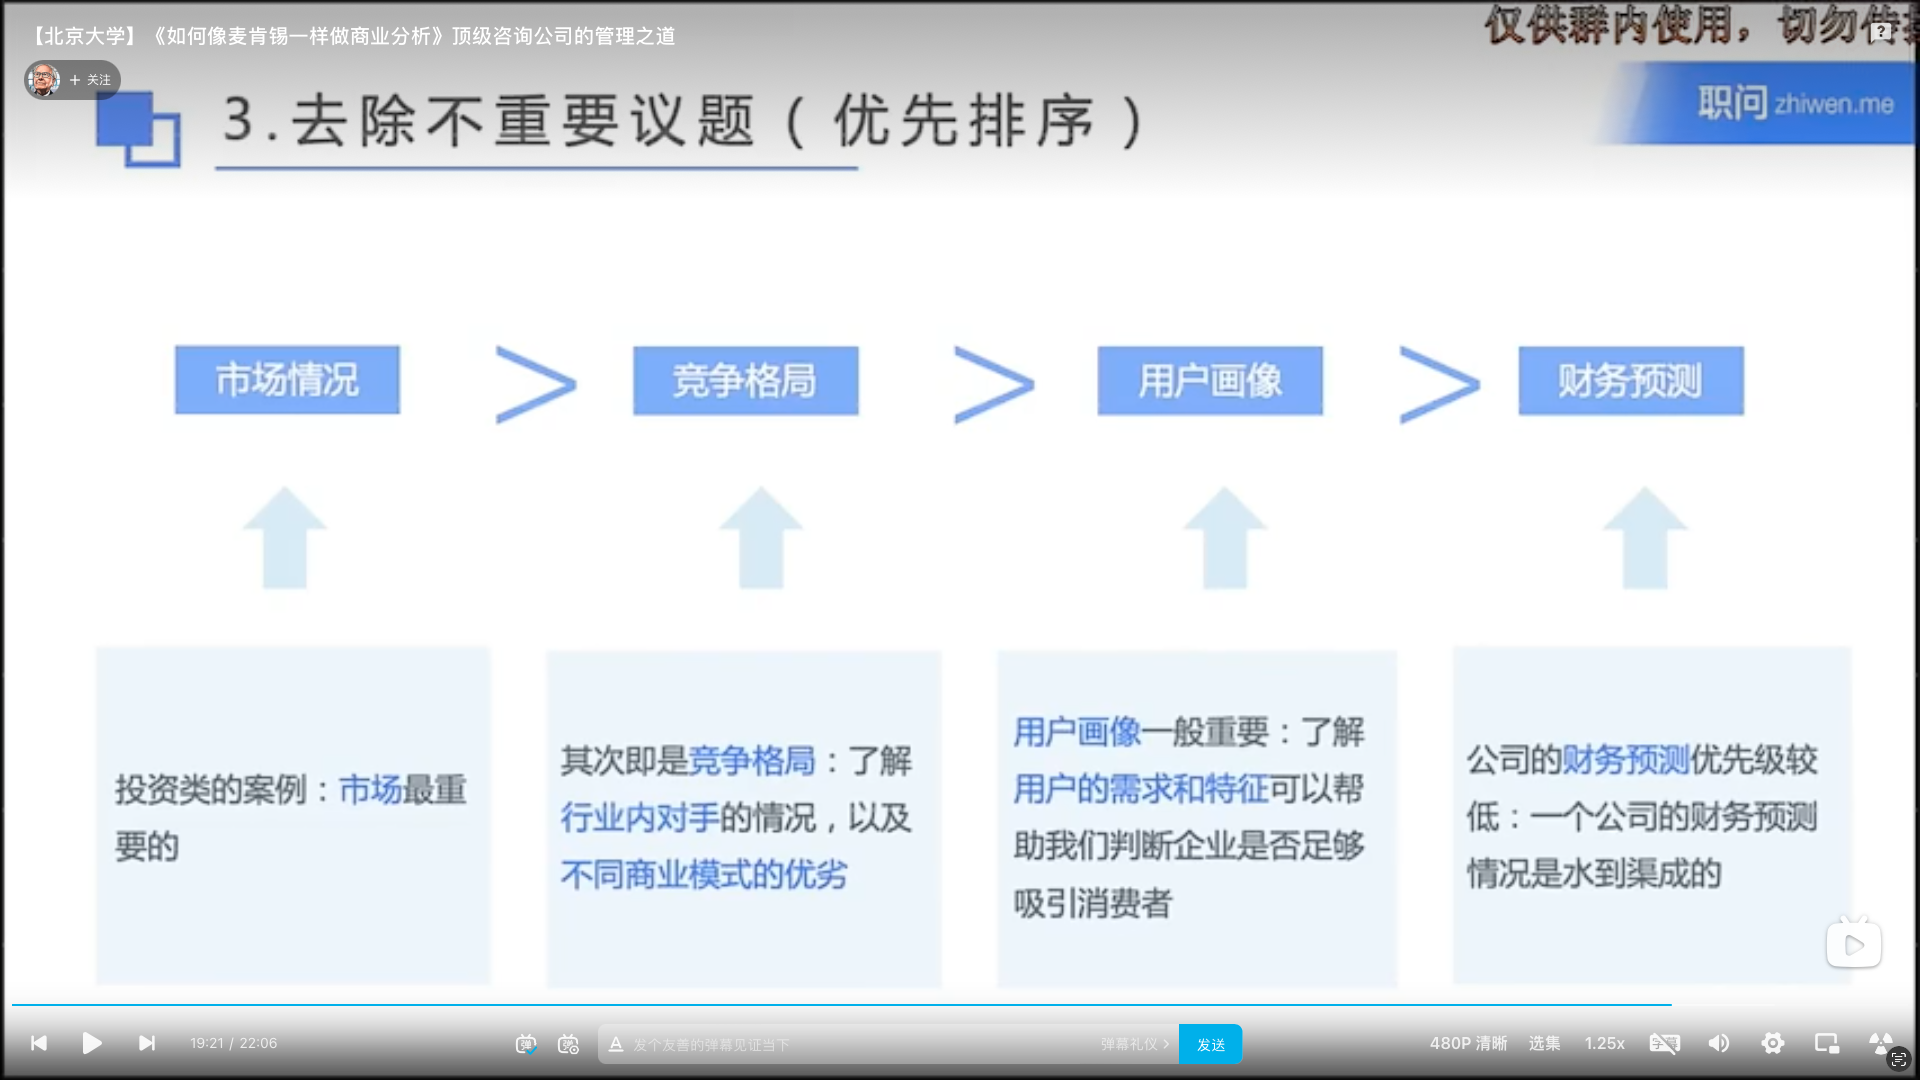 【北京大学】《如何像麦肯锡一样做商业分析》顶级咨询公司的管理之道
仅供群内使用，切勿传
+ 关注
职问 zhiwen.me
3.去除不重要议题（优先排序）
市场情况 > 竞争格局 > 用户画像 > 财务预测
投资类的案例：市场最重
要的
其次即是竞争格局：了解
行业内对手的情况，以及
不同商业模式的优劣
用户画像一般重要：了解
用户的需求和特征可以帮
助我们判断企业是否足够
吸引消费者
公司的财务预测优先级较
低：一个公司的财务预测
情况是水到渠成的
19:21 / 22:06
弹
弹
A 发个友善的弹幕见证当下
弹幕礼仪 >
发送
480P 清晰
选集
1.25x
字幕